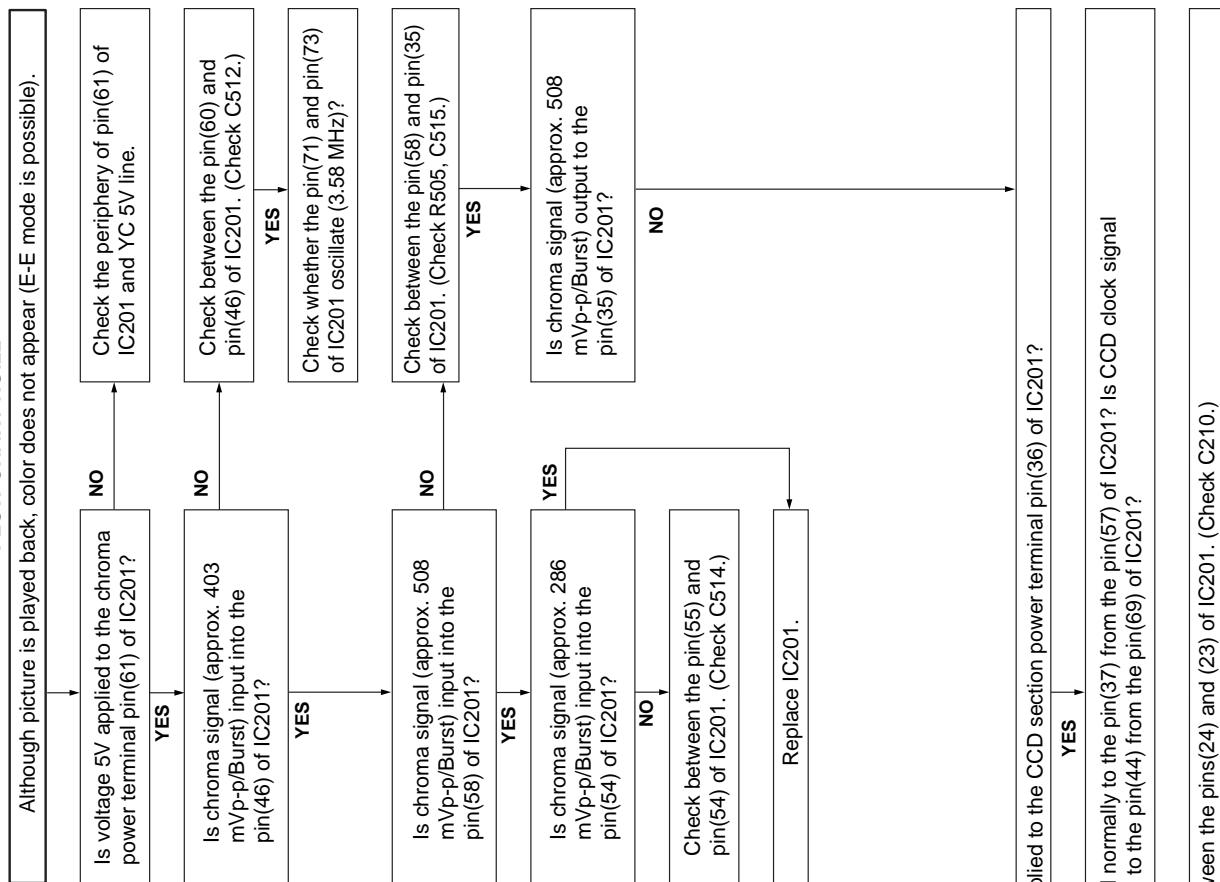 Although picture is played back, color does not appear (E-E mode is possible).
Is voltage 5V applied to the chroma
power terminal pin(61) of IC201?
NO
Check the periphery of pin(61) of
IC201 and YC 5V line.
YES
Is chroma signal (approx. 403
mVp-p/Burst) input into the
pin(46) of IC201?
NO
Check between the pin(60) and
pin(46) of IC201. (Check C512.)
YES
Check whether the pin(71) and pin(73)
of IC201 oscillate (3.58 MHz)?
YES
Is chroma signal (approx. 508
mVp-p/Burst) input into the
pin(58) of IC201?
NO
Check between the pin(58) and pin(35)
of IC201. (Check R505, C515.)
YES
Is chroma signal (approx. 508
mVp-p/Burst) output to the
pin(35) of IC201?
NO
YES
Is chroma signal (approx. 286
mVp-p/Burst) input into the
pin(54) of IC201?
YES
NO
Check between the pin(55) and
pin(54) of IC201. (Check C514.)
Replace IC201.
plied to the CCD section power terminal pin(36) of IC201?
YES
normally to the pin(37) from the pin(57) of IC201? Is CCD clock signal
to the pin(44) from the pin(69) of IC201?
ween the pins(24) and (23) of IC201. (Check C210.)